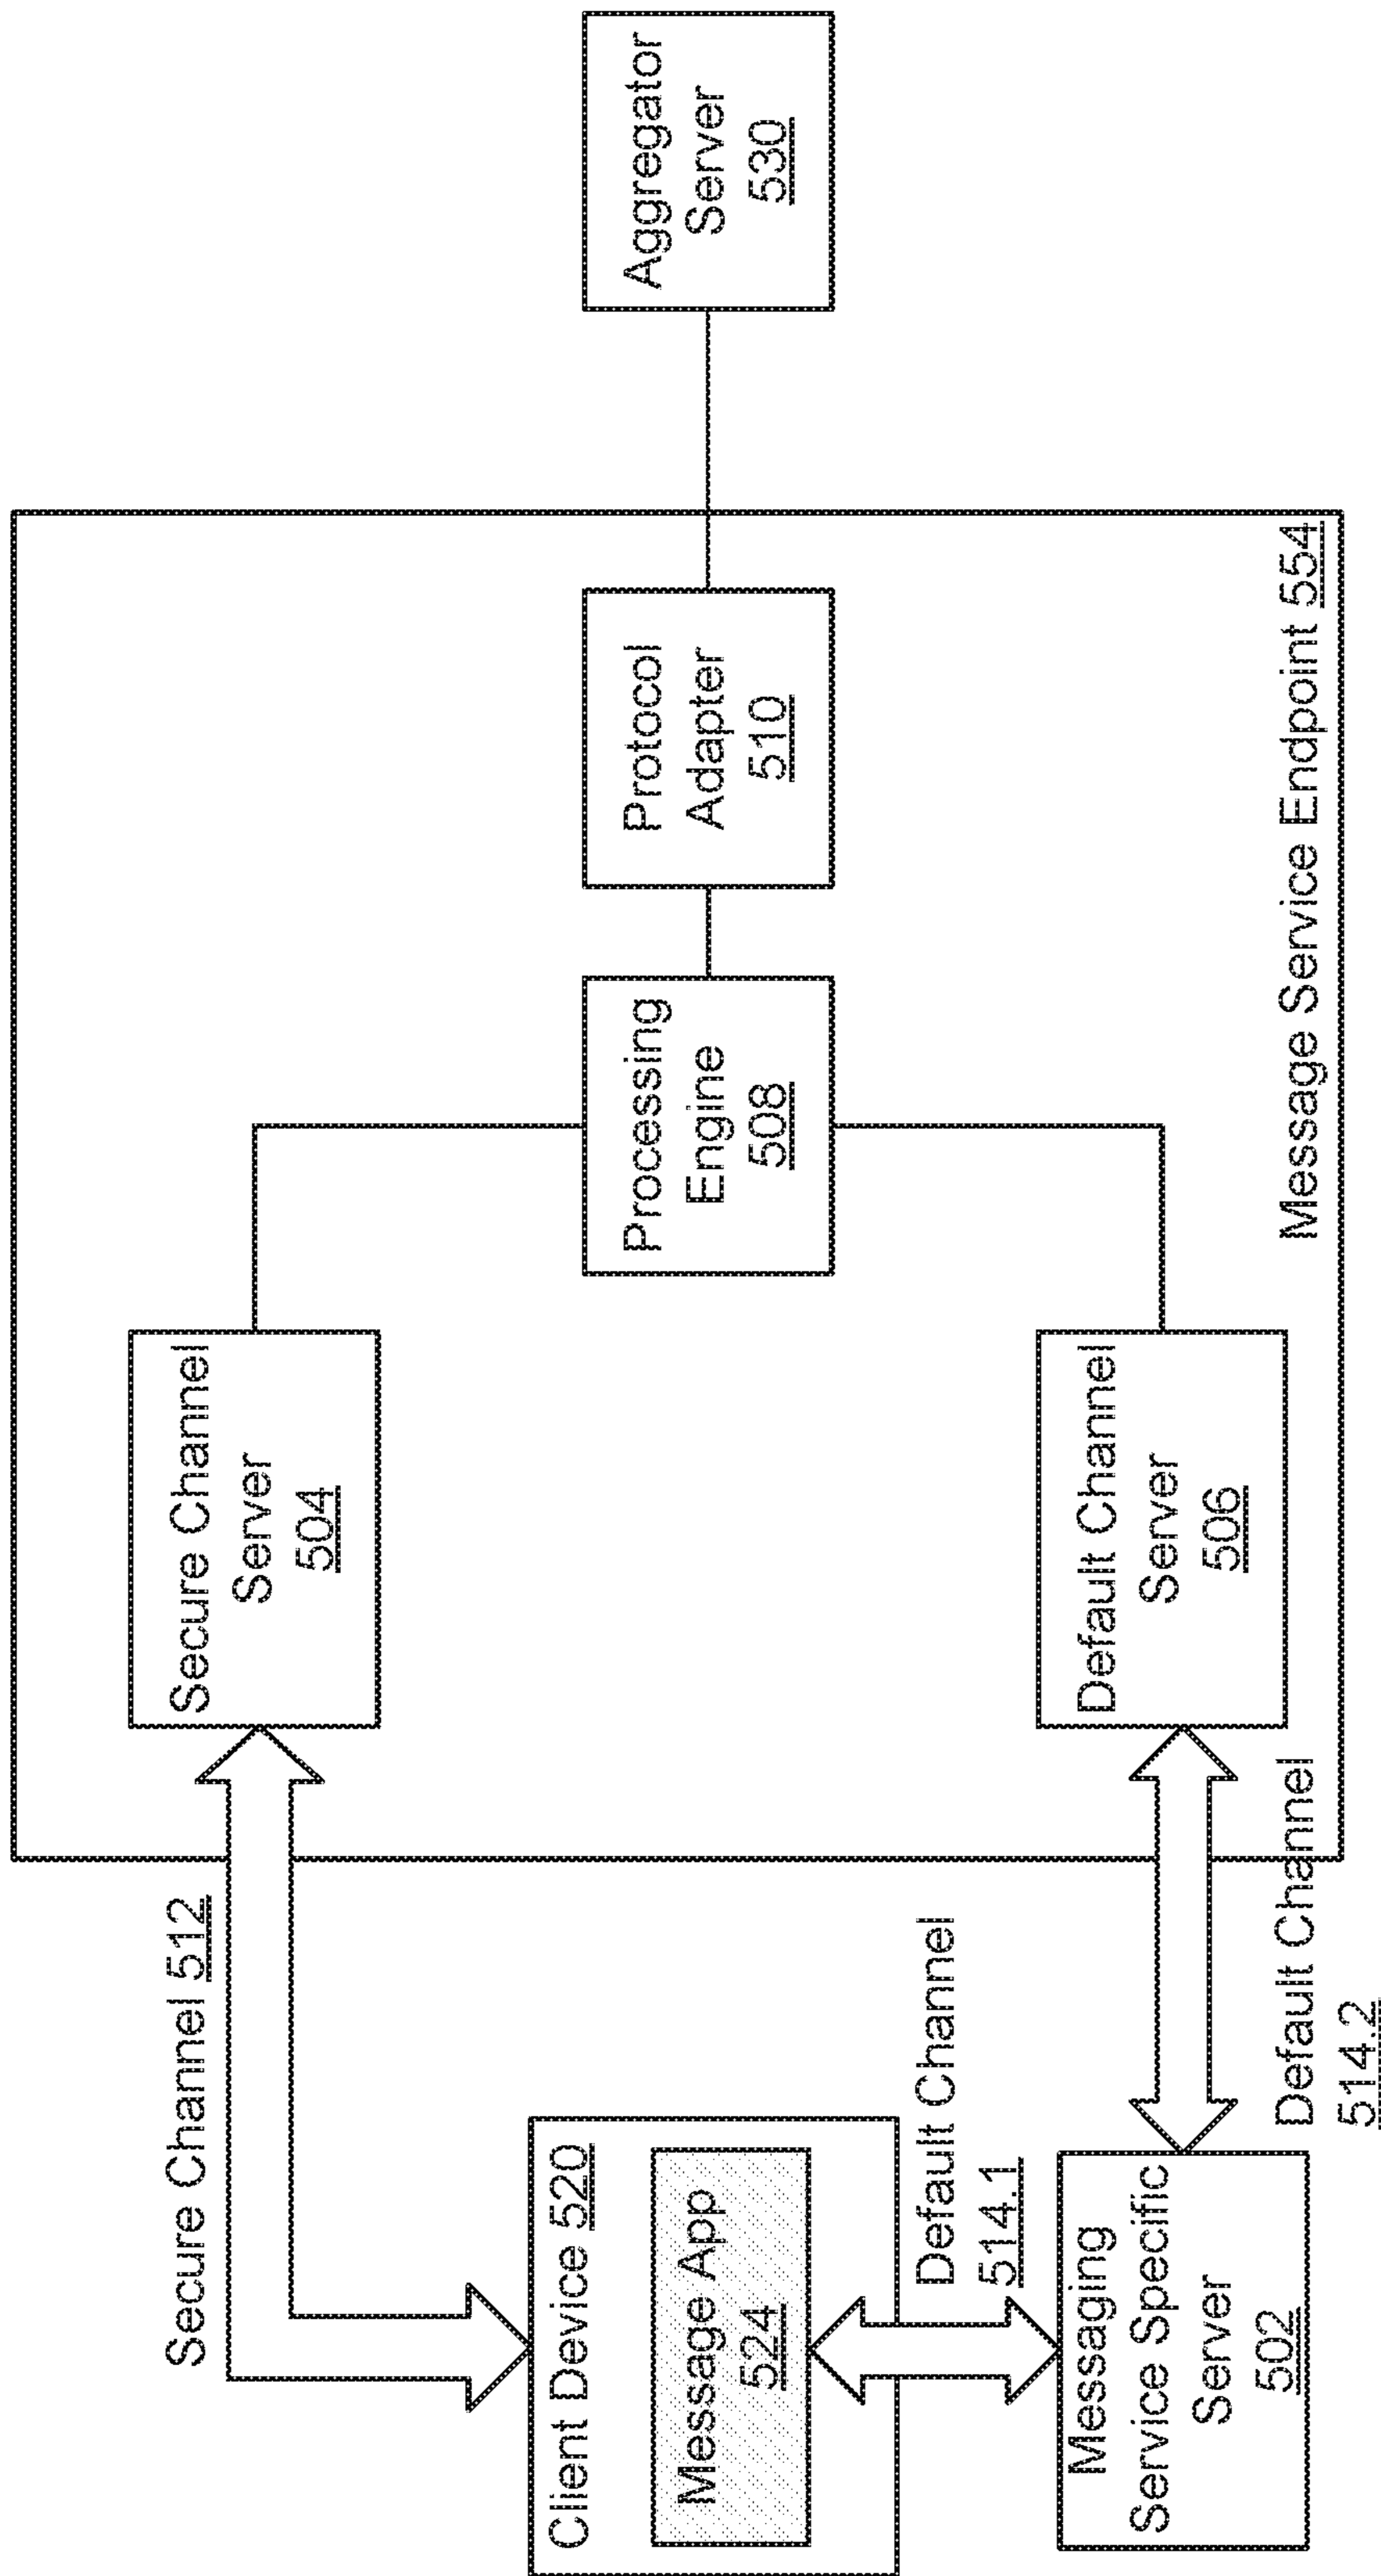 Secure Channel 512
Client Device 520
Message App
524
Default Channel
514.1
Messaging
Service Specific
Server
502
Default Channel
514.2
Secure Channel
Server
504
Default Channel
Server
506
Processing
Engine
508
Protocol
Adapter
510
Message Service Endpoint 554
Aggregator
Server
530